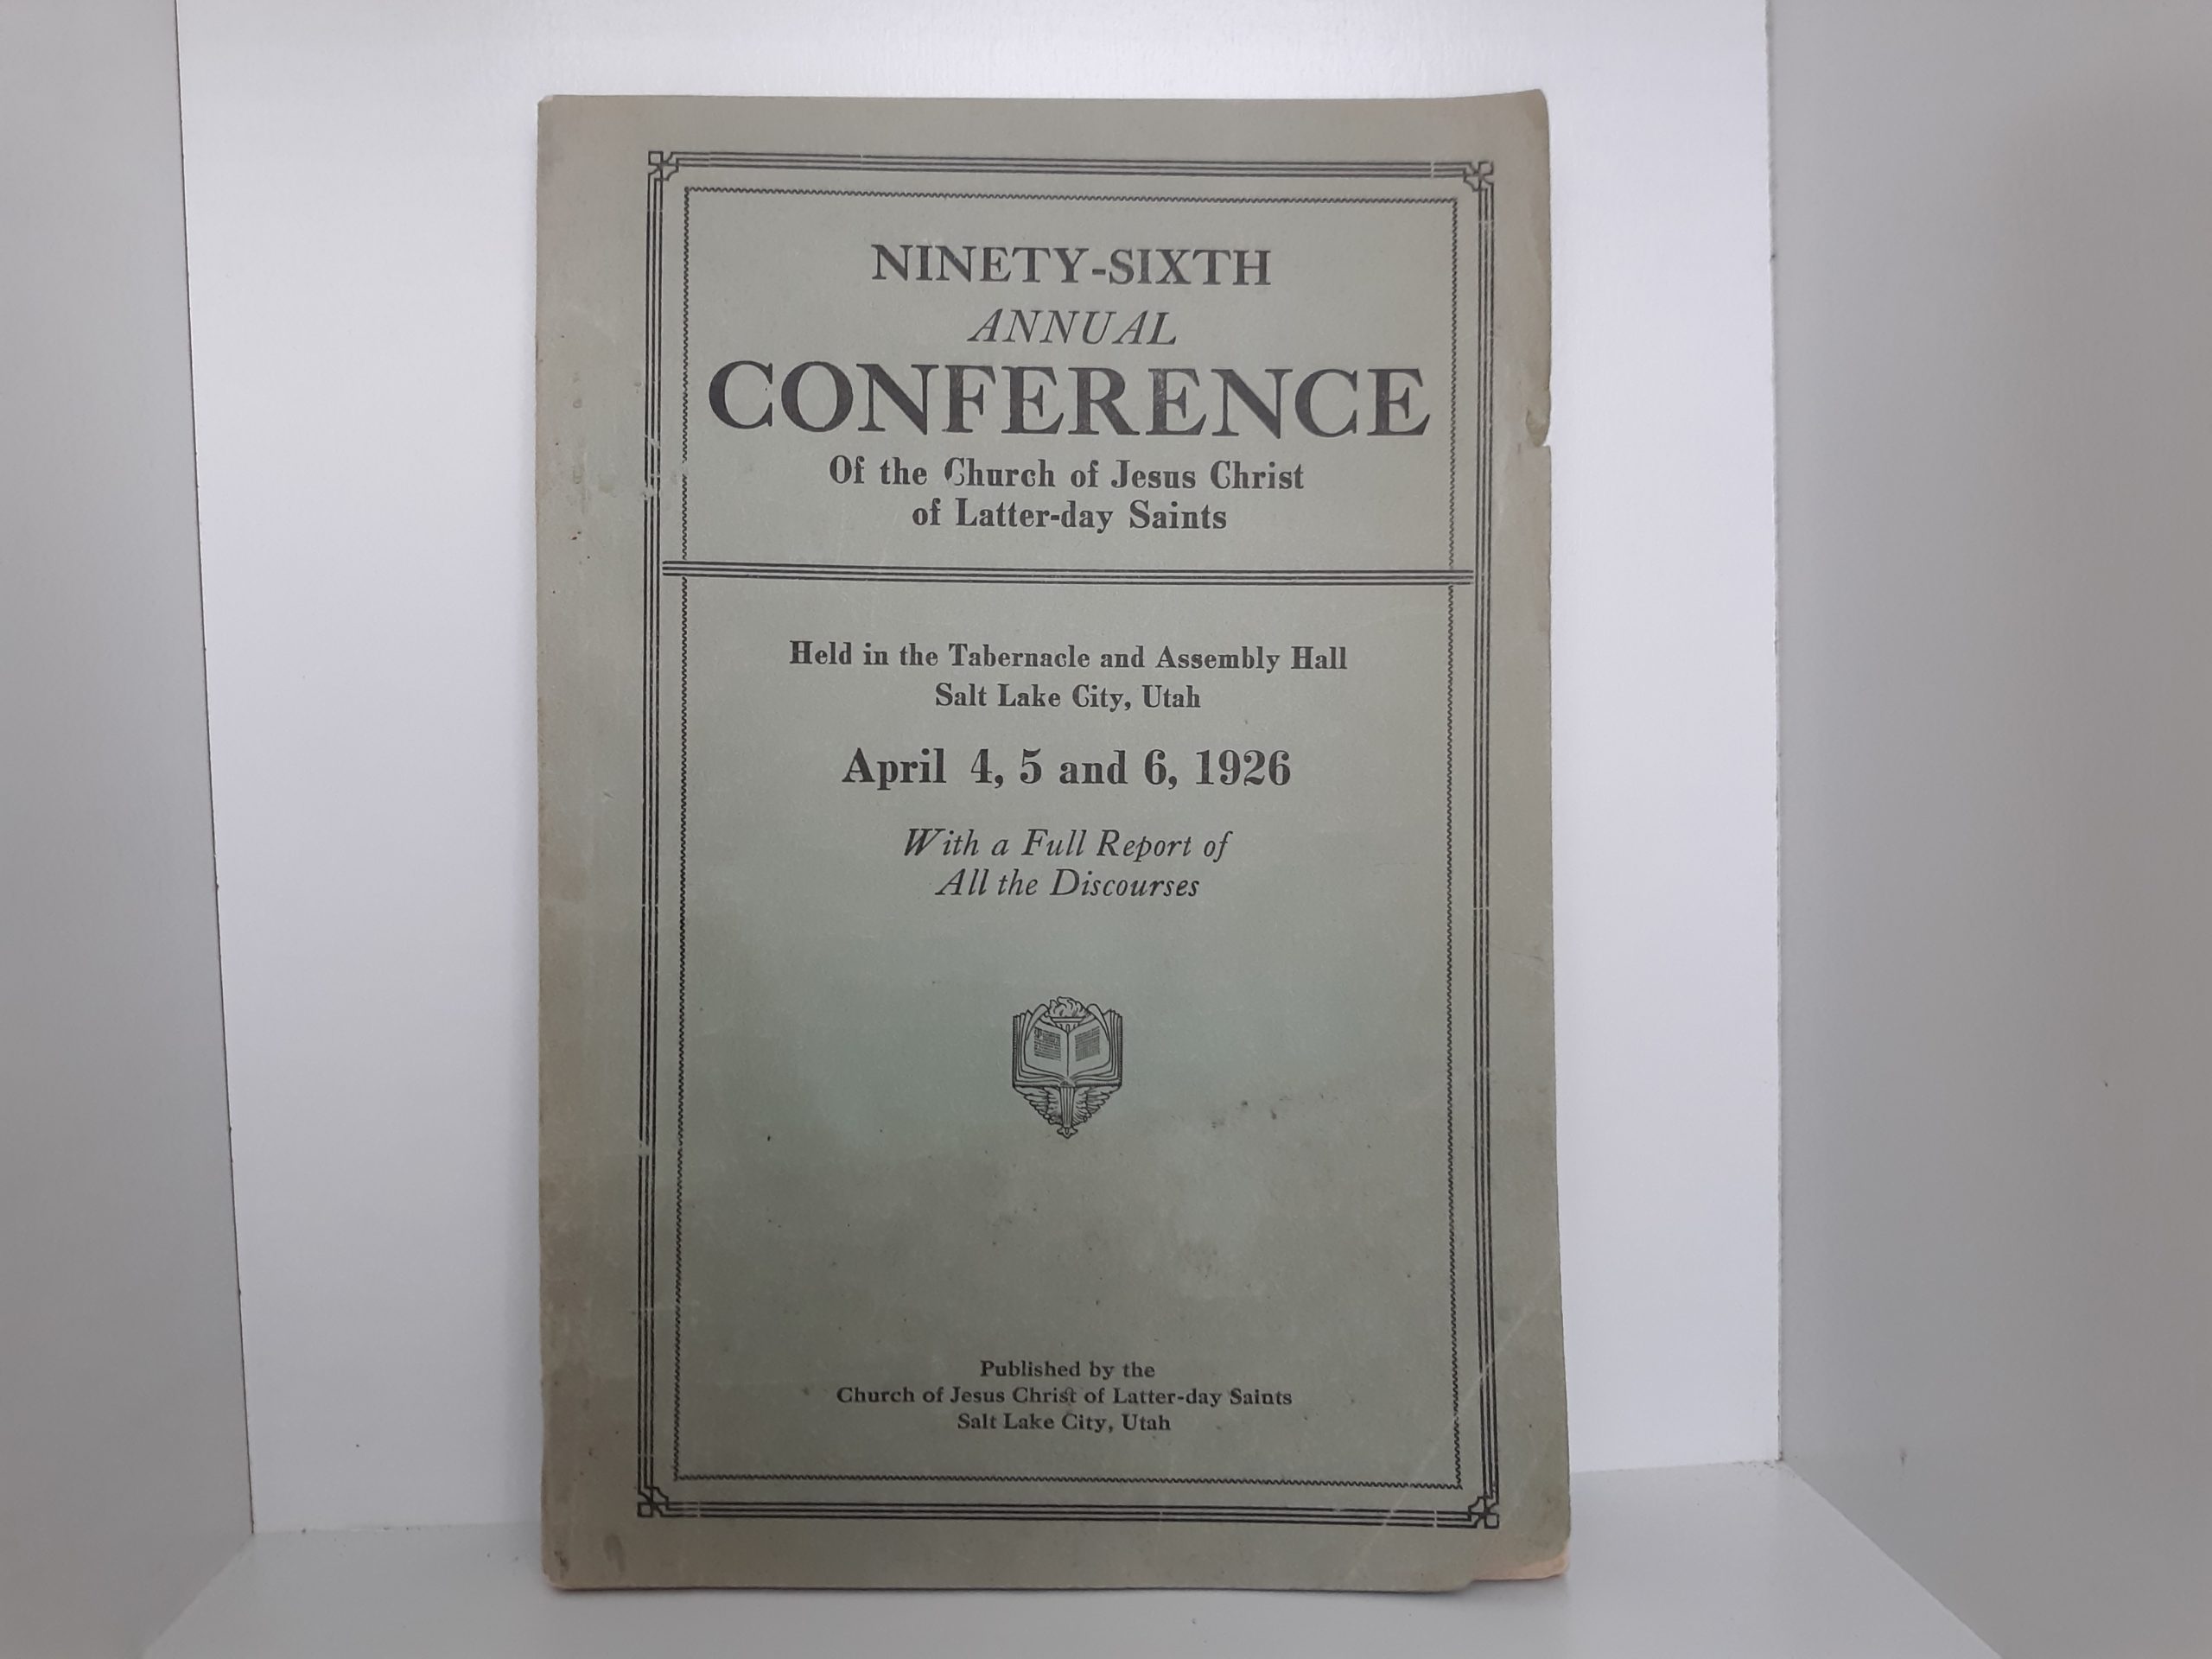 NINETY-SIXTH
ANNUAL
CONFERENCE
Of the Church of Jesus Christ
of Latter-day Saints
Held in the Tabernacle and Assembly Hall
Salt Lake City, Utah
April 4, 5 and 6, 1926
With a Full Report of
All the Discourses
Published by the
Church of Jesus Christ of Latter-day Saints
Salt Lake City, Utah